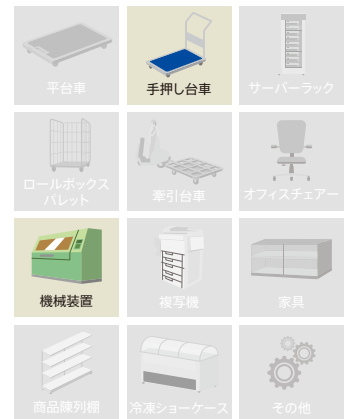 平台車
手押し台車
サーバーラック
ロールボックス
パレット
牽引台車
オフィスチェアー
機械装置
複写機
家具
商品陳列棚
冷凍ショーケース
その他